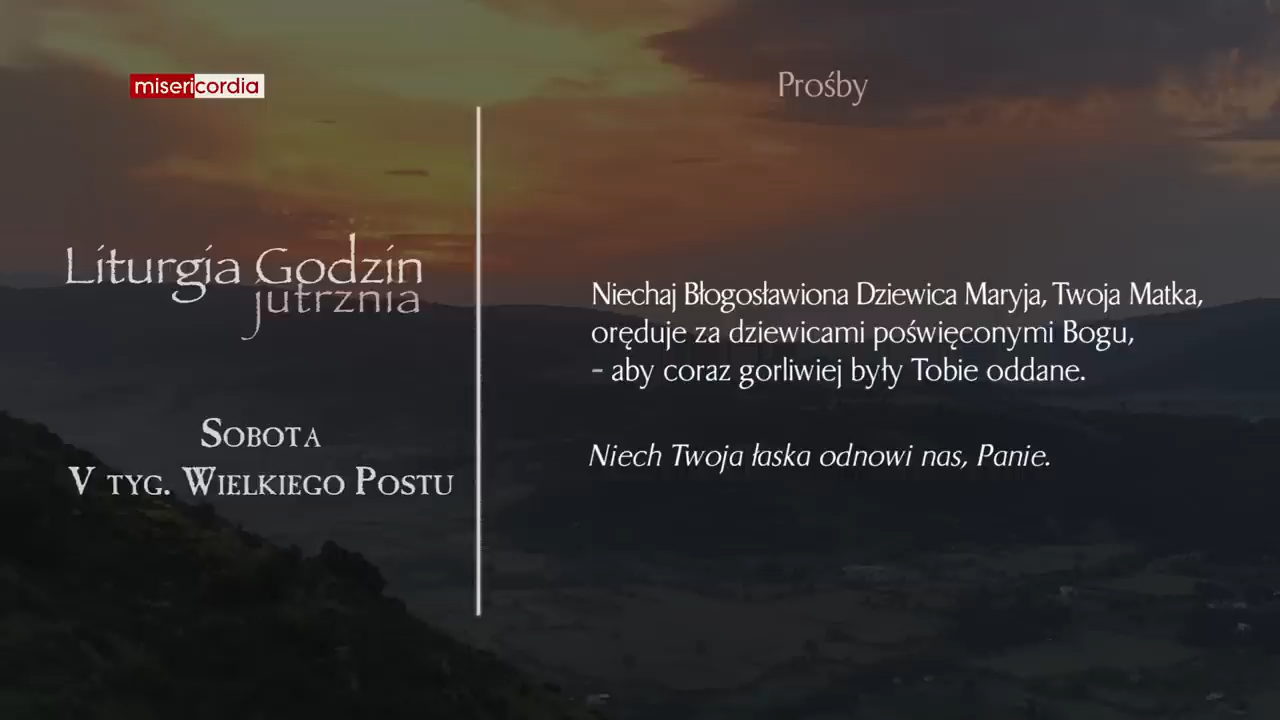 misericordia
Liturgia Godzin
jutrznia
Sobota
V tyg. Wielkiego Postu
Prośby
Niechaj Błogosławiona Dziewica Maryja, Twoja Matka,
oręduje za dziewicami poświęconymi Bogu,
- aby coraz gorliwiej były Tobie oddane.
Niech Twoja łaska odnowi nas, Panie.